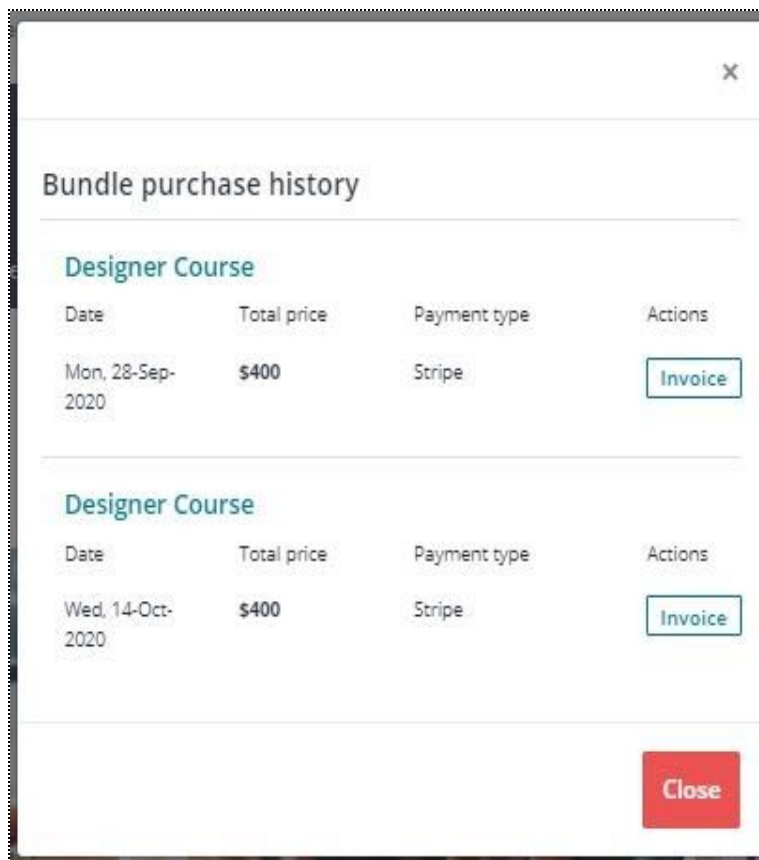 ×
Bundle purchase history
Designer Course
Date Total price Payment type Actions
Mon, 28-Sep- $400 Stripe Invoice
2020
Designer Course
Date Total price Payment type Actions
Wed, 14-Oct- $400 Stripe Invoice
2020
Close